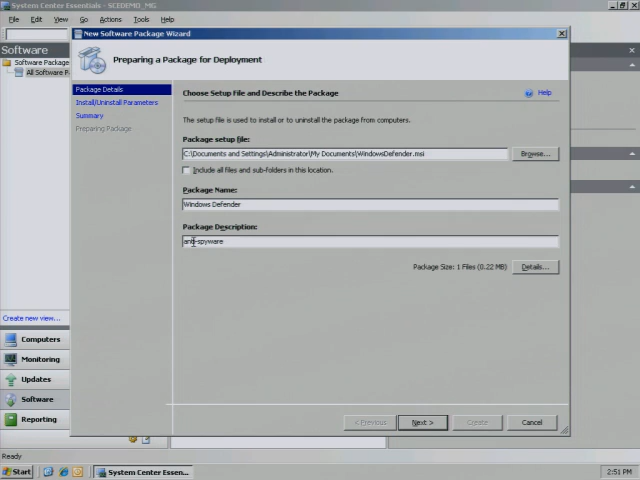 System Center Essentials - SCEDEMO_MG
File Edit View Go Actions Tools Help
New Software Package Wizard
Software
Preparing a Package for Deployment
Software Package
All Software P
Package Details
Install/Uninstall Parameters
Summary
Preparing Package
Choose Setup File and Describe the Package
Help
The setup file is used to install or to uninstall the package from computers.
Package setup file:
C:\Documents and Settings\Administrator\My Documents\WindowsDefender.msi
Browse...
Include all files and sub-folders in this location.
Package Name:
Windows Defender
Package Description:
anti-spyware
Package Size: 1 Files (0.22 MB)
Details...
Create new view...
Computers
Monitoring
Updates
Software
Reporting
< Previous
Next >
Create
Cancel
Ready
Start
System Center Essen...
2:51 PM